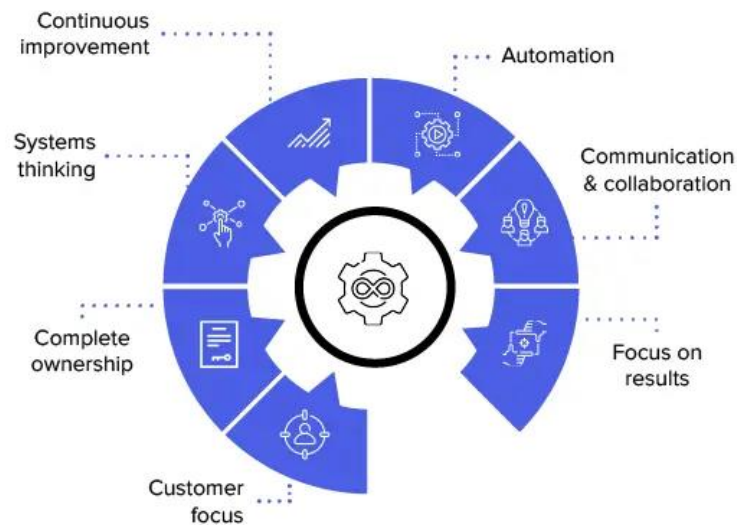 Continuous
improvement
Automation
Systems
thinking
Communication
& collaboration
Complete
ownership
Focus on
results
Customer
focus